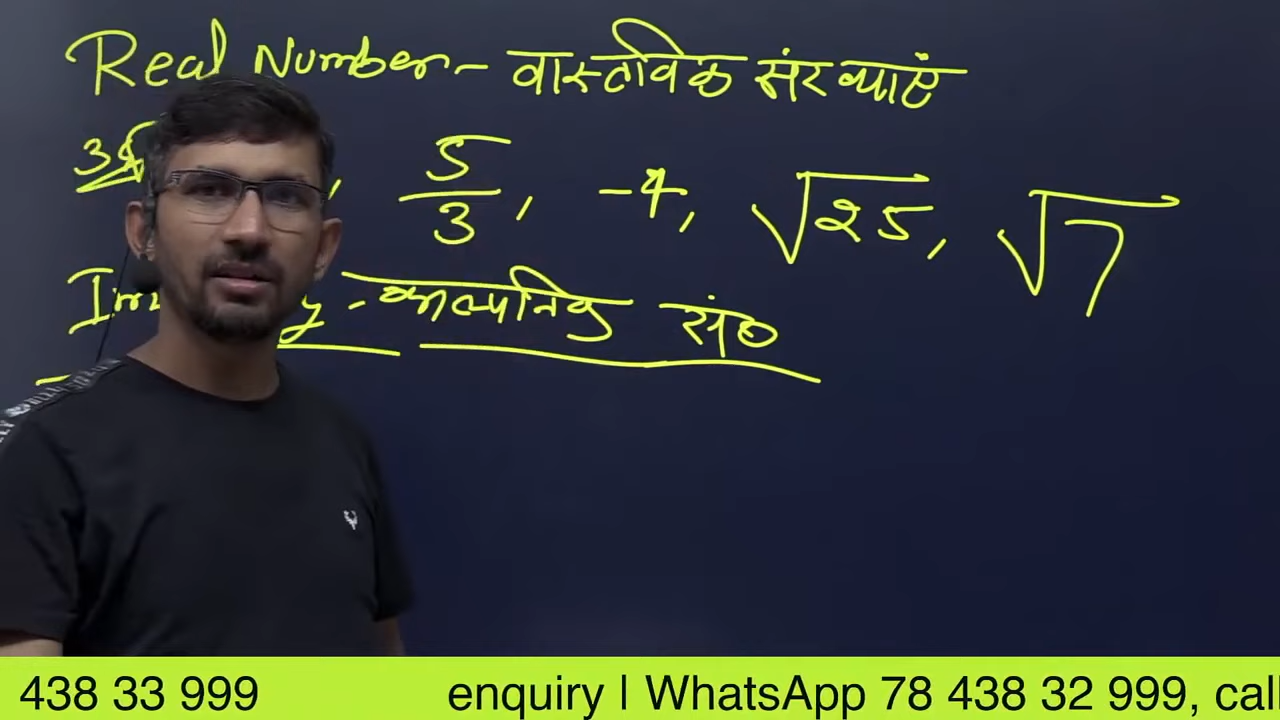 Real Number - वास्तविक संख्याएं
5/3, -4, √25, √7
काल्पनिक सं०
438 33 999 enquiry | WhatsApp 78 438 32 999, call